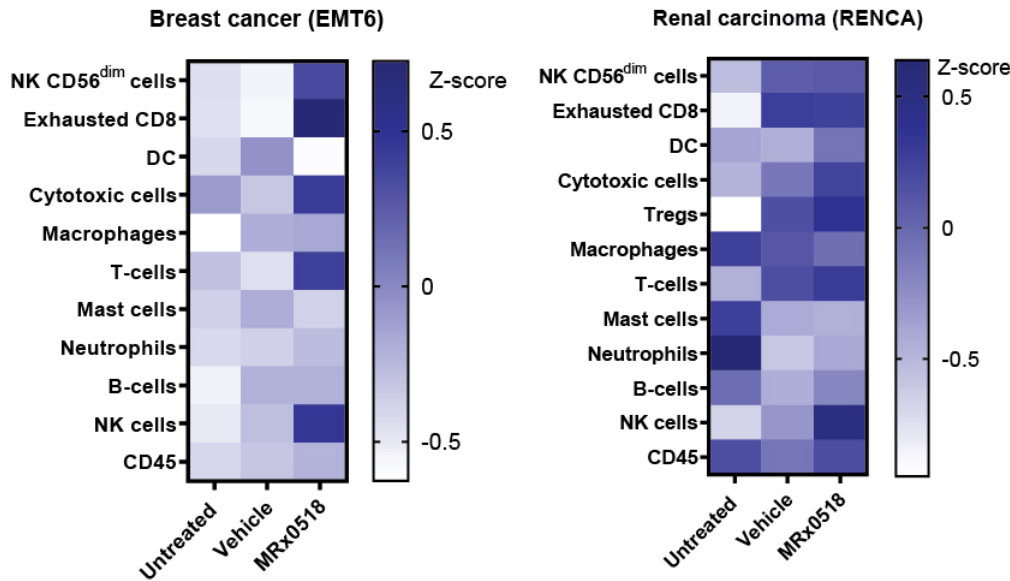 Breast cancer (EMT6)
NK CD56dim cells
Exhausted CD8
DC
Cytotoxic cells
Macrophages
T-cells
Mast cells
Neutrophils
B-cells
NK cells
CD45
Untreated
Vehicle
MRx0518
Z-score
0.5
0
-0.5
Renal carcinoma (RENCA)
NK CD56dim cells
Exhausted CD8
DC
Cytotoxic cells
Tregs
Macrophages
T-cells
Mast cells
Neutrophils
B-cells
NK cells
CD45
Untreated
Vehicle
MRx0518
Z-score
0.5
0
-0.5